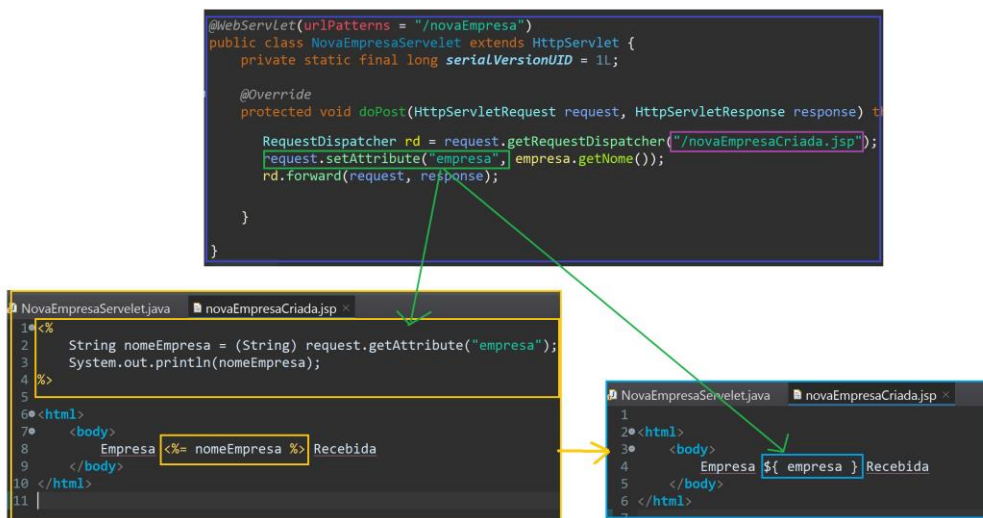 @WebServlet(urlPatterns = "/novaEmpresa")
public class NovaEmpresaServelet extends HttpServlet {
private static final long serialVersionUID = 1L;
@Override
protected void doPost(HttpServletRequest request, HttpServletResponse response) th
RequestDispatcher rd = request.getRequestDispatcher("/novaEmpresaCriada.jsp");
request.setAttribute("empresa", empresa.getNome());
rd.forward(request, response);
}
}
NovaEmpresaServelet.java novaEmpresaCriada.jsp ×
1 <%
2 String nomeEmpresa = (String) request.getAttribute("empresa");
3 System.out.println(nomeEmpresa);
4 %>
5
6 <html>
7 <body>
8 Empresa <%= nomeEmpresa %> Recebida
9 </body>
10 </html>
11
NovaEmpresaServelet.java novaEmpresaCriada.jsp ×
1
2 <html>
3 <body>
4 Empresa ${ empresa } Recebida
5 </body>
6 </html>
7